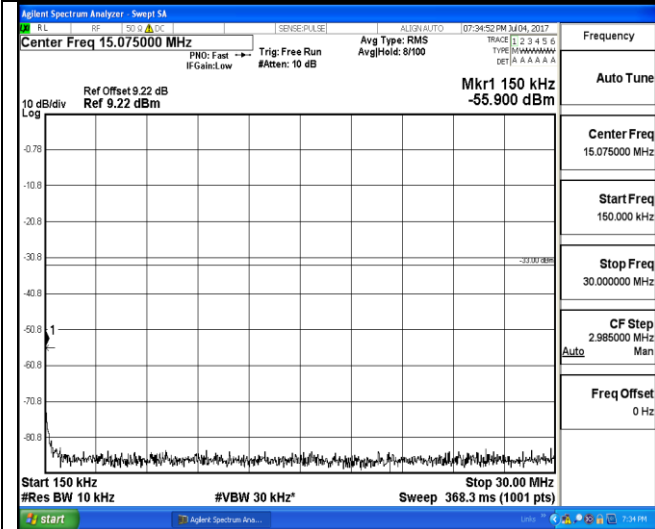 Agilent Spectrum Analyzer - Swept SA
RL RF 50 Ω DC SENSE:PULSE ALIGN AUTO 07:34:52 PM Jul 04, 2017
Center Freq 15.075000 MHz
PNO: Fast
IFGain:Low
Trig: Free Run
#Atten: 10 dB
Avg Type: RMS
Avg|Hold: 8/100
TRACE 1 2 3 4 5 6
TYPE MWWWWW
DET A A A A A A
Mkr1 150 kHz
-55.900 dBm
Ref Offset 9.22 dB
10 dB/div Ref 9.22 dBm
Log
-0.78
-10.8
-20.8
-30.8
-33.00 dBm
-40.8
-50.8
1
-60.8
-70.8
-80.8
Start 150 kHz Stop 30.00 MHz
#Res BW 10 kHz #VBW 30 kHz* Sweep 368.3 ms (1001 pts)
Frequency
Auto Tune
Center Freq
15.075000 MHz
Start Freq
150.000 kHz
Stop Freq
30.000000 MHz
CF Step
2.985000 MHz
Auto Man
Freq Offset
0 Hz
start Agilent Spectrum Ana... Links » 7:34 PM